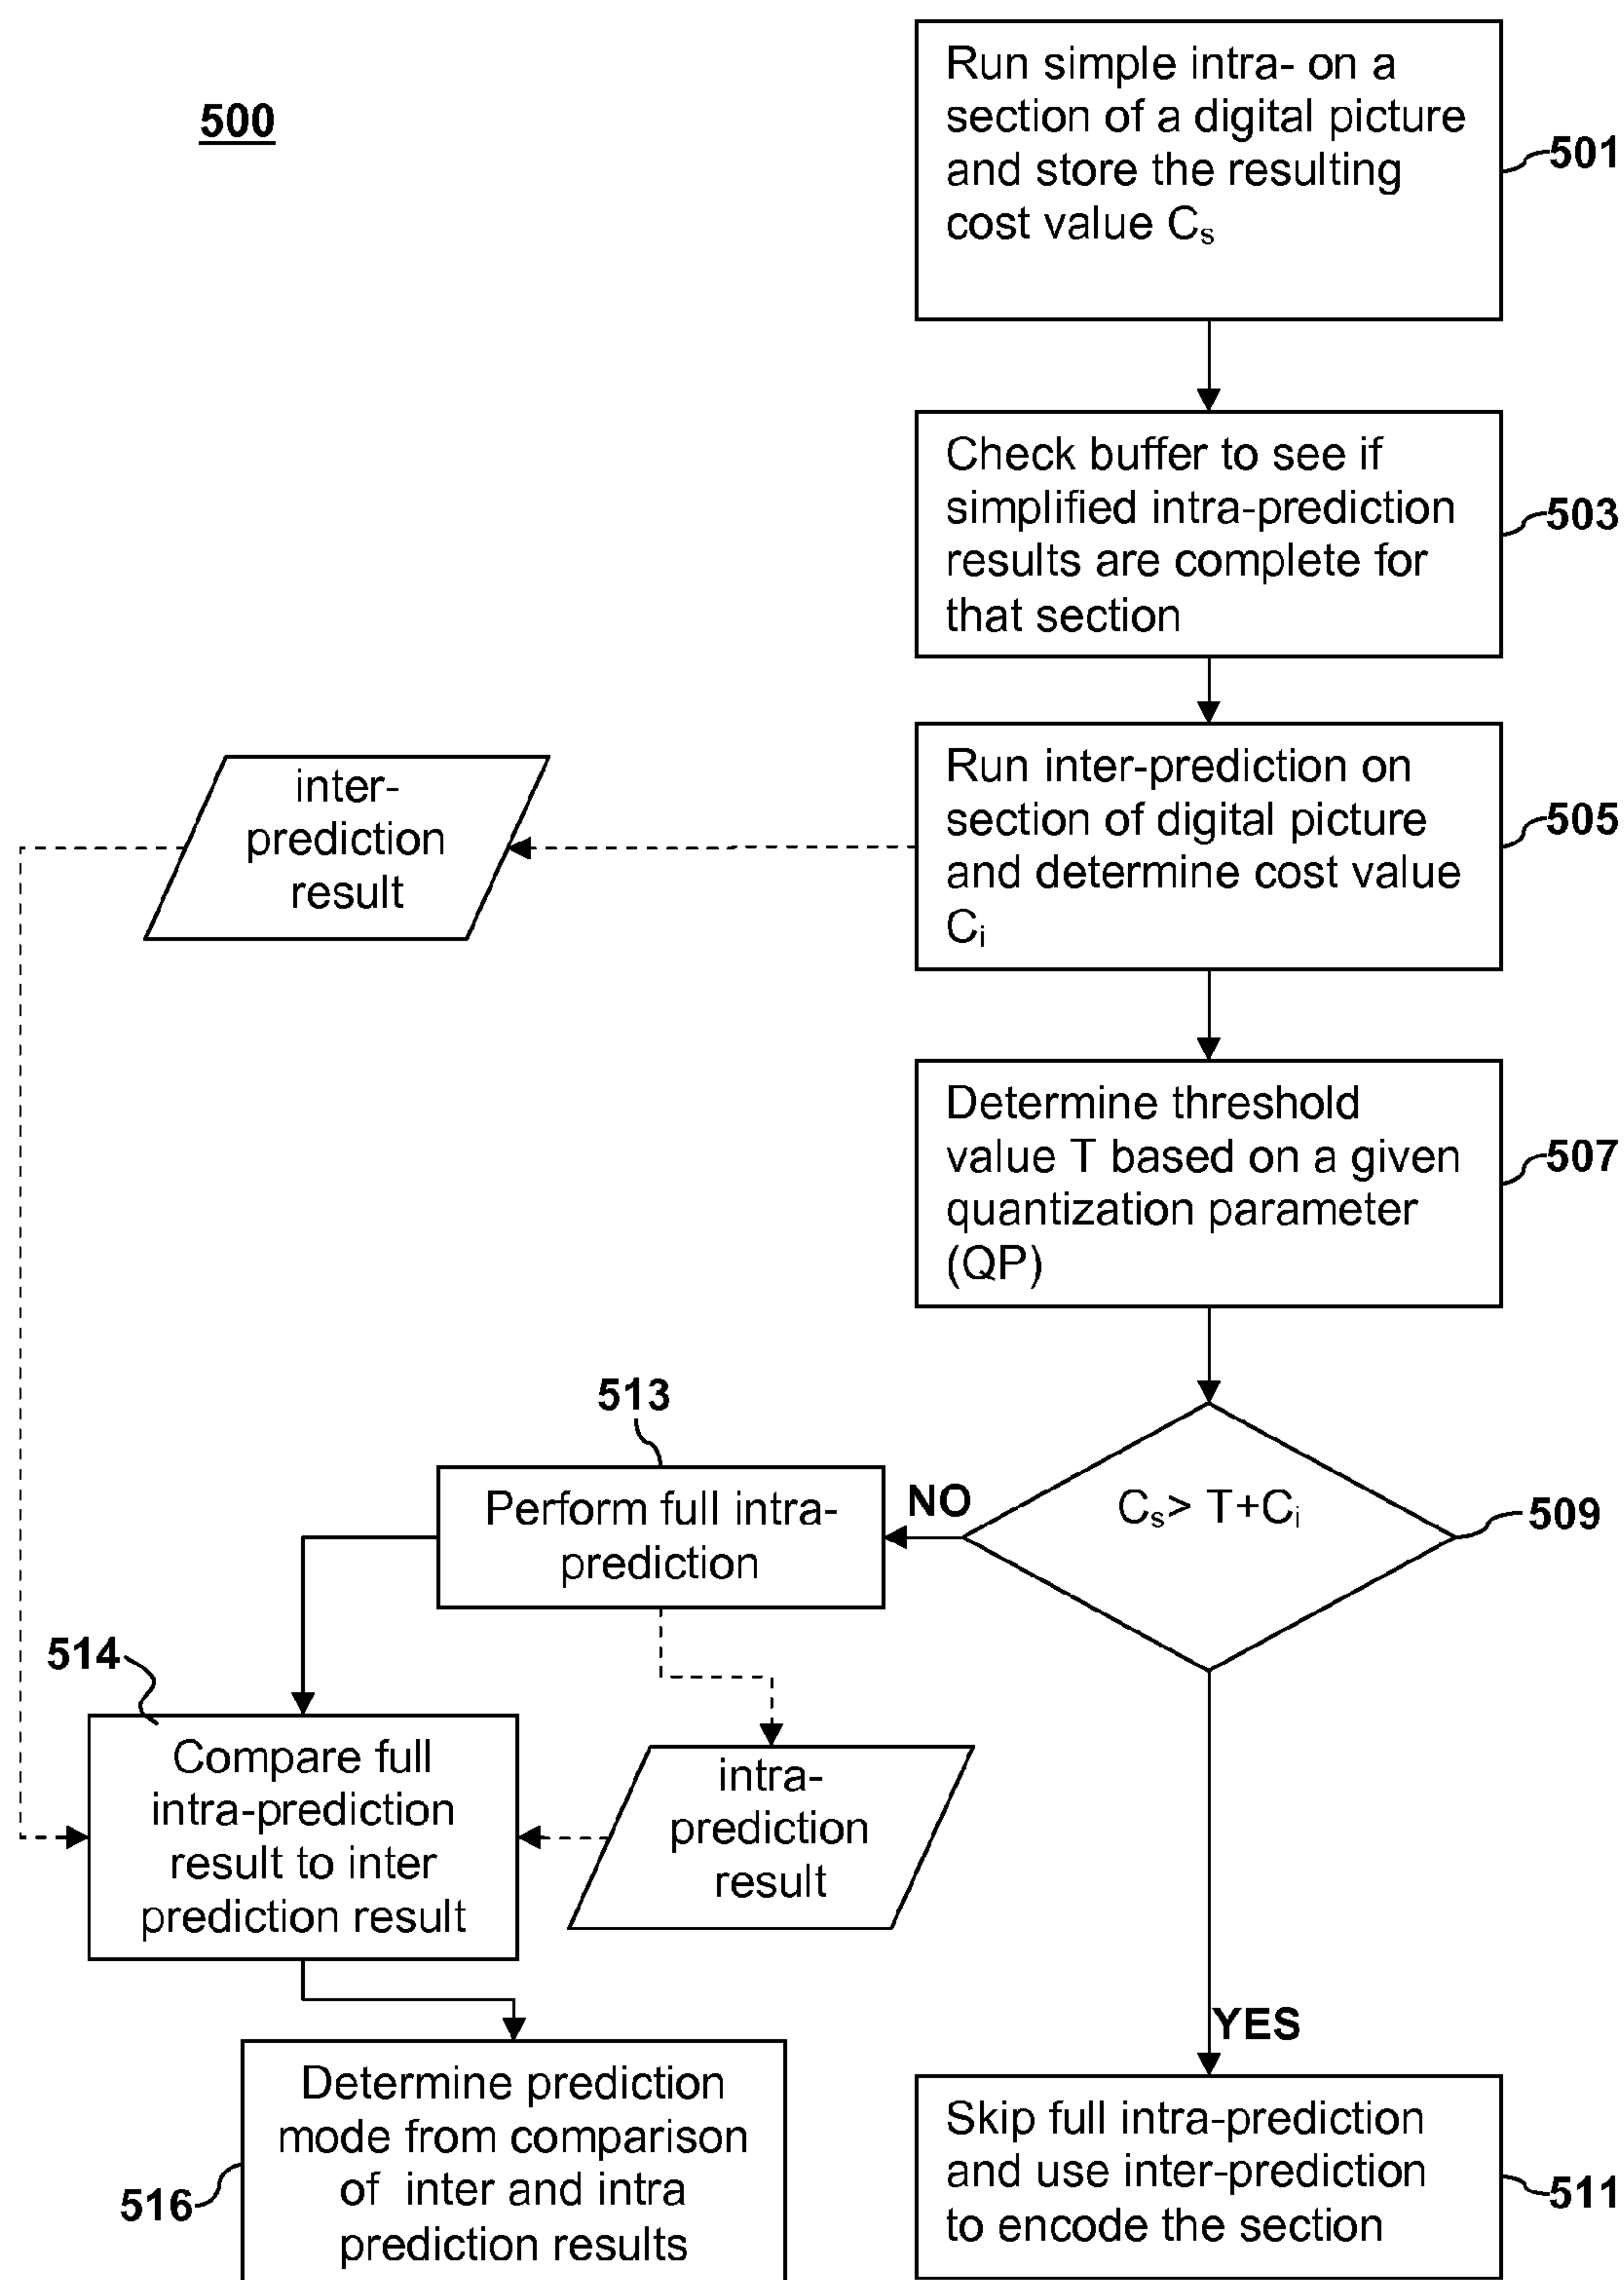 500
Run simple intra- on a
section of a digital picture
and store the resulting
cost value Cs
501
Check buffer to see if
simplified intra-prediction
results are complete for
that section
503
inter-
prediction
result
Run inter-prediction on
section of digital picture
and determine cost value
Ci
505
Determine threshold
value T based on a given
quantization parameter
(QP)
507
513
Perform full intra-
prediction
NO
Cs> T+Ci
509
514
Compare full
intra-prediction
result to inter
prediction result
intra-
prediction
result
YES
Determine prediction
mode from comparison
of inter and intra
prediction results
516
Skip full intra-prediction
and use inter-prediction
to encode the section
511